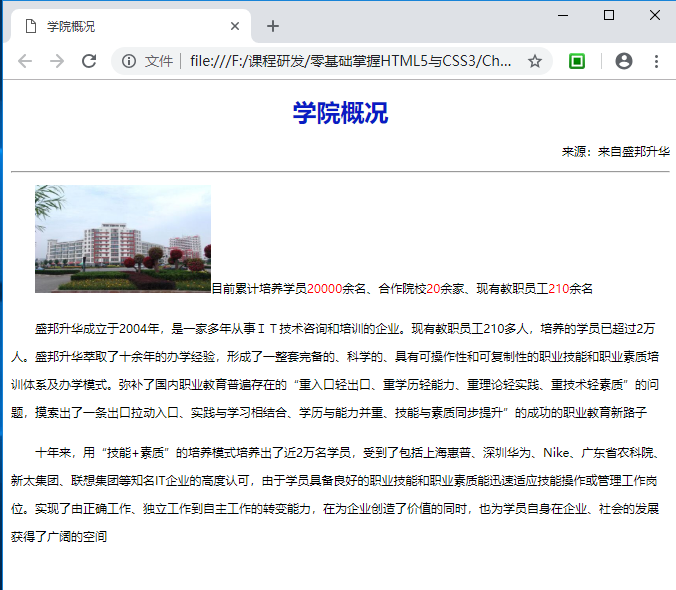 学院概况
文件 file:///F:/课程研发/零基础掌握HTML5与CSS3/Ch...
学院概况
来源：来自盛邦升华
目前累计培养学员20000余名、合作院校20余家、现有教职员工210余名
盛邦升华成立于2004年，是一家多年从事ＩＴ技术咨询和培训的企业。现有教职员工210多人，培养的学员已超过2万
人。盛邦升华萃取了十余年的办学经验，形成了一整套完备的、科学的、具有可操作性和可复制性的职业技能和职业素质培
训体系及办学模式。弥补了国内职业教育普遍存在的“重入口轻出口、重学历轻能力、重理论轻实践、重技术轻素质”的问
题，摸索出了一条出口拉动入口、实践与学习相结合、学历与能力并重、技能与素质同步提升”的成功的职业教育新路子
十年来，用“技能+素质”的培养模式培养出了近2万名学员，受到了包括上海惠普、深圳华为、Nike、广东省农科院、
新太集团、联想集团等知名IT企业的高度认可，由于学员具备良好的职业技能和职业素质能迅速适应技能操作或管理工作岗
位。实现了由正确工作、独立工作到自主工作的转变能力，在为企业创造了价值的同时，也为学员自身在企业、社会的发展
获得了广阔的空间